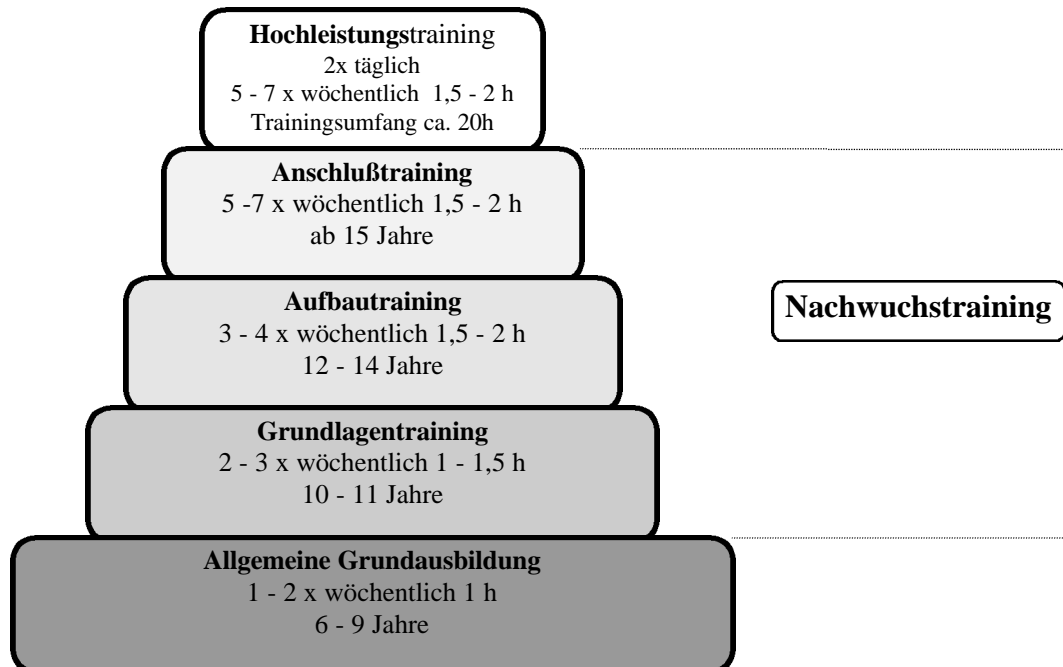 Hochleistungstraining
2x täglich
5 - 7 x wöchentlich 1,5 - 2 h
Trainingsumfang ca. 20h
Anschlußtraining
5 -7 x wöchentlich 1,5 - 2 h
ab 15 Jahre
Aufbautraining
3 - 4 x wöchentlich 1,5 - 2 h
12 - 14 Jahre
Nachwuchstraining
Grundlagentraining
2 - 3 x wöchentlich 1 - 1,5 h
10 - 11 Jahre
Allgemeine Grundausbildung
1 - 2 x wöchentlich 1 h
6 - 9 Jahre